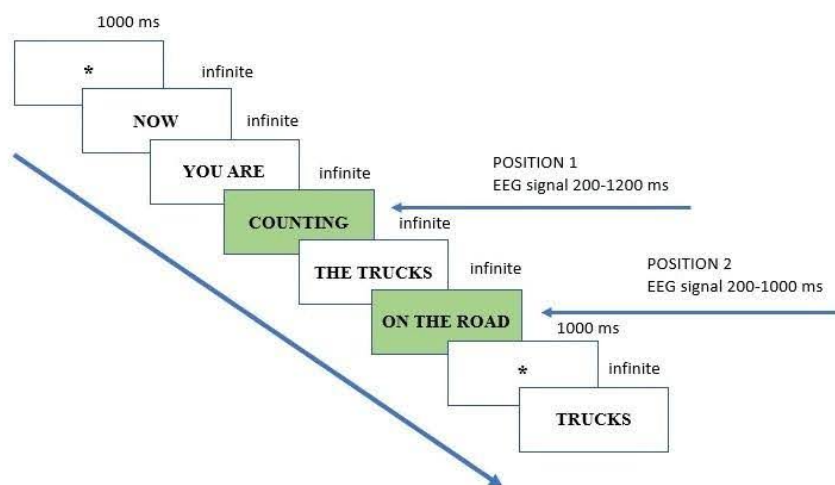 1000 ms
*
infinite
NOW
infinite
YOU ARE
infinite
POSITION 1
EEG signal 200-1200 ms
COUNTING
infinite
THE TRUCKS
infinite
POSITION 2
EEG signal 200-1000 ms
ON THE ROAD
1000 ms
*
infinite
TRUCKS